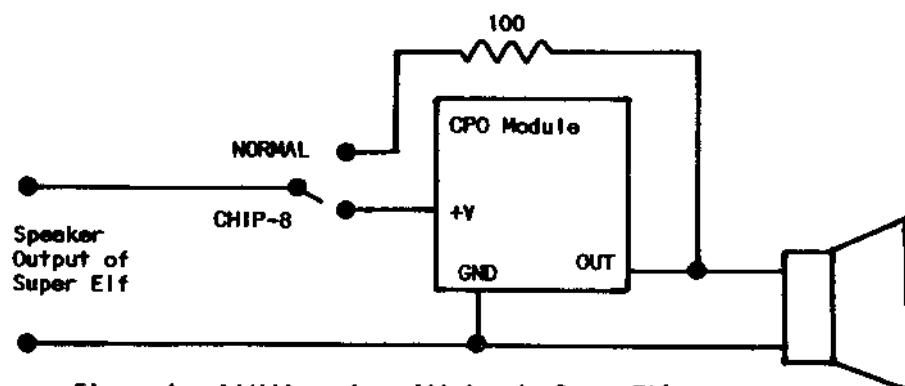 100
CPO Module
NORMAL
CHIP-8
+V
Speaker
Output of
Super Elf
GND
OUT